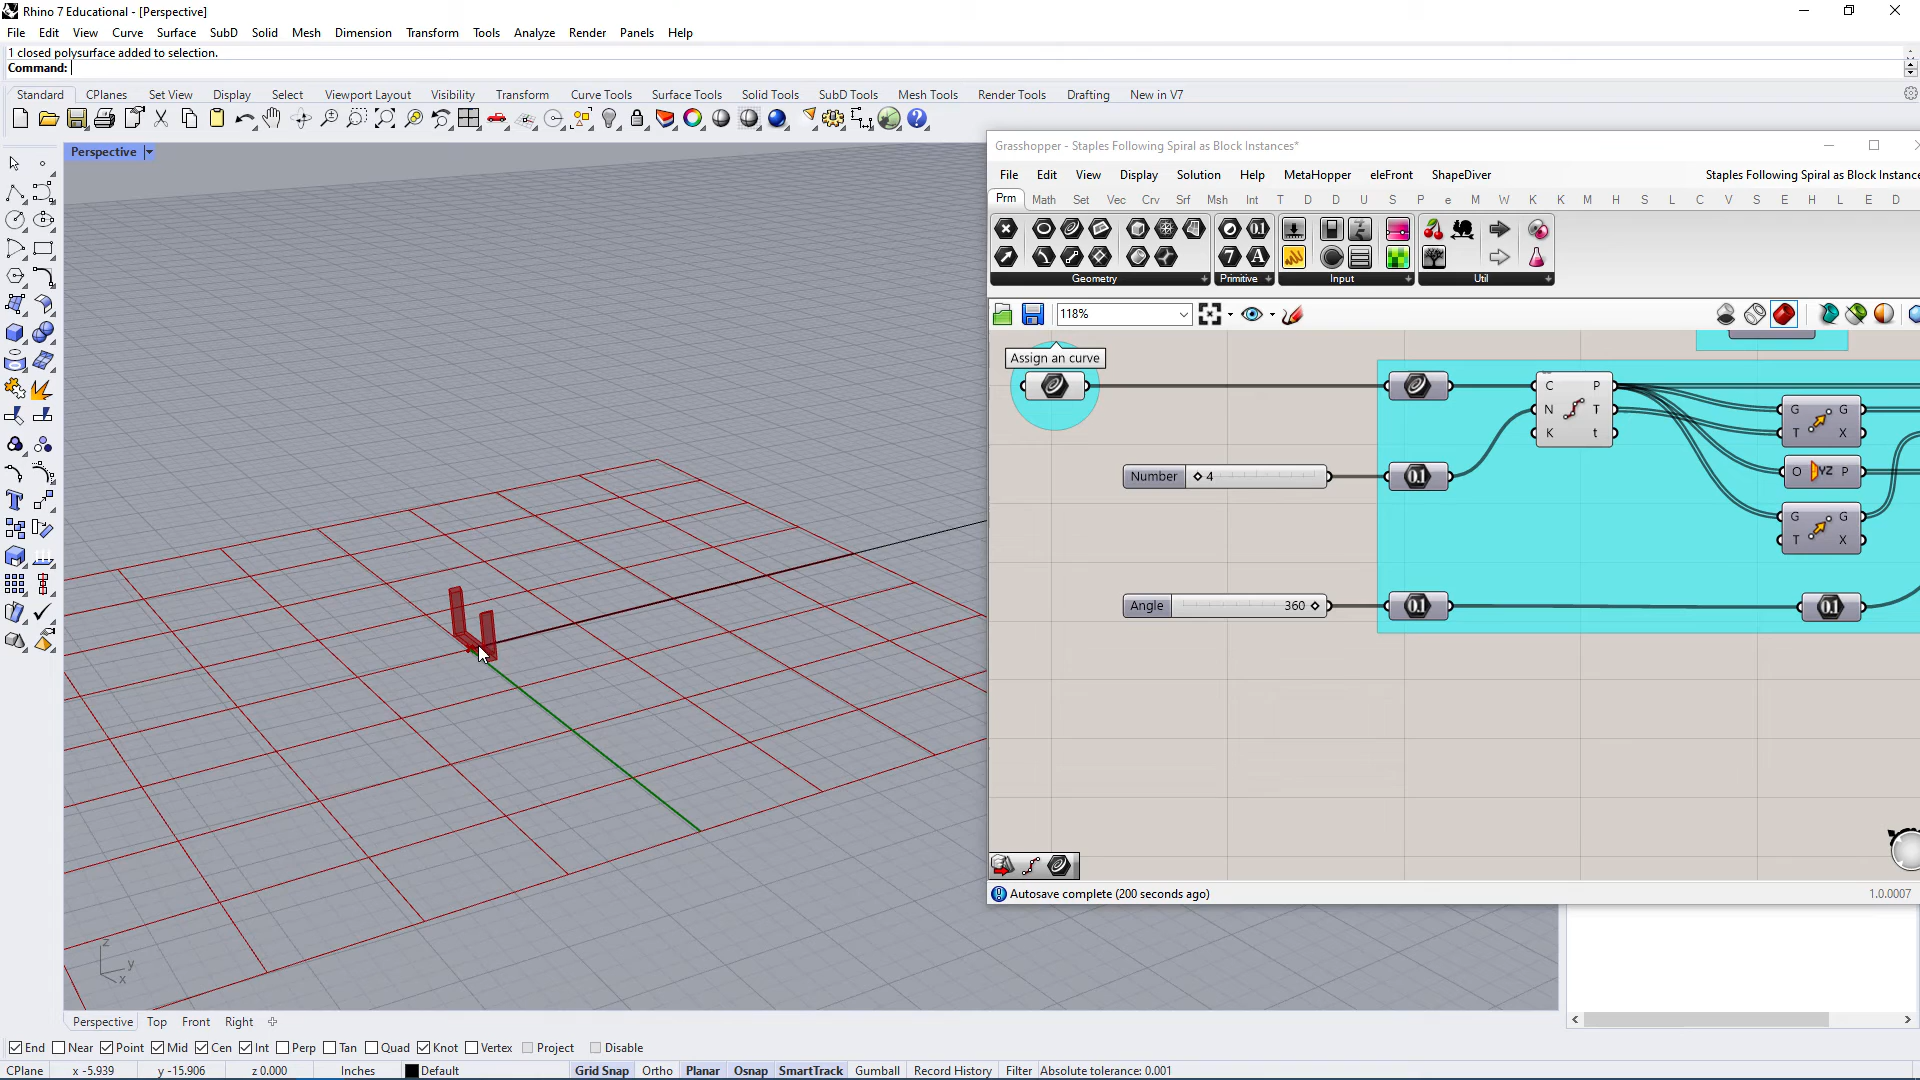 Rhino 7 Educational - [Perspective]
File Edit View Curve Surface SubD Solid Mesh Dimension Transform Tools Analyze Render Panels Help
1 closed polysurface added to selection.
Command:
Standard CPlanes Set View Display Select Viewport Layout Visibility Transform Curve Tools Surface Tools Solid Tools SubD Tools Mesh Tools Render Tools Drafting New in V7
Perspective
Grasshopper - Staples Following Spiral as Block Instances*
File Edit View Display Solution Help MetaHopper eleFront ShapeDiver Staples Following Spiral as Block Instance
Prm Math Set Vec Crv Srf Msh Int T D D U S P e M W K K M H S L C V S E H L E D
Geometry Primitive Input Util
118%
Assign an curve
C P
N T
K t
G G
T X
O YZ P
G G
T X
Number 4
0.1
Angle 360
0.1
0.1
Autosave complete (200 seconds ago) 1.0.0007
z
y
x
Perspective Top Front Right
End Near Point Mid Cen Int Perp Tan Quad Knot Vertex Project Disable
CPlane x -5.939 y -15.906 z 0.000 Inches Default Grid Snap Ortho Planar Osnap SmartTrack Gumball Record History Filter Absolute tolerance: 0.001